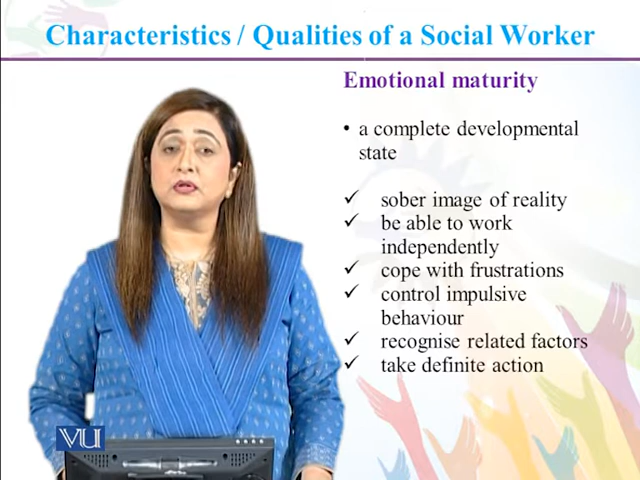 Characteristics / Qualities of a Social Worker
Emotional maturity
• a complete developmental
state
✓ sober image of reality
✓ be able to work
independently
✓ cope with frustrations
✓ control impulsive
behaviour
✓ recognise related factors
✓ take definite action
VU